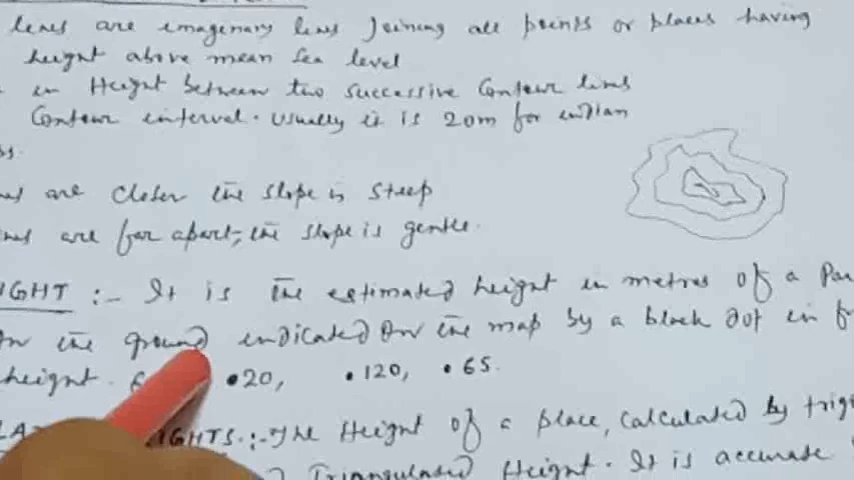 lines are imaginary lines Joining all points or places having
height above mean sea level
in Height between two successive Contour lines
Contour interval. Usually it is 20m for indian
are closer the slope is steep
are far apart, the slope is gentle.
IGHT :- It is the estimated height in metres of a Par
on the ground indicated on the map by a black dot in f
height. •20, •120, •65.
LA IGHTS :- The Height of a place, calculated by trig
Triangulated Height. It is accurate